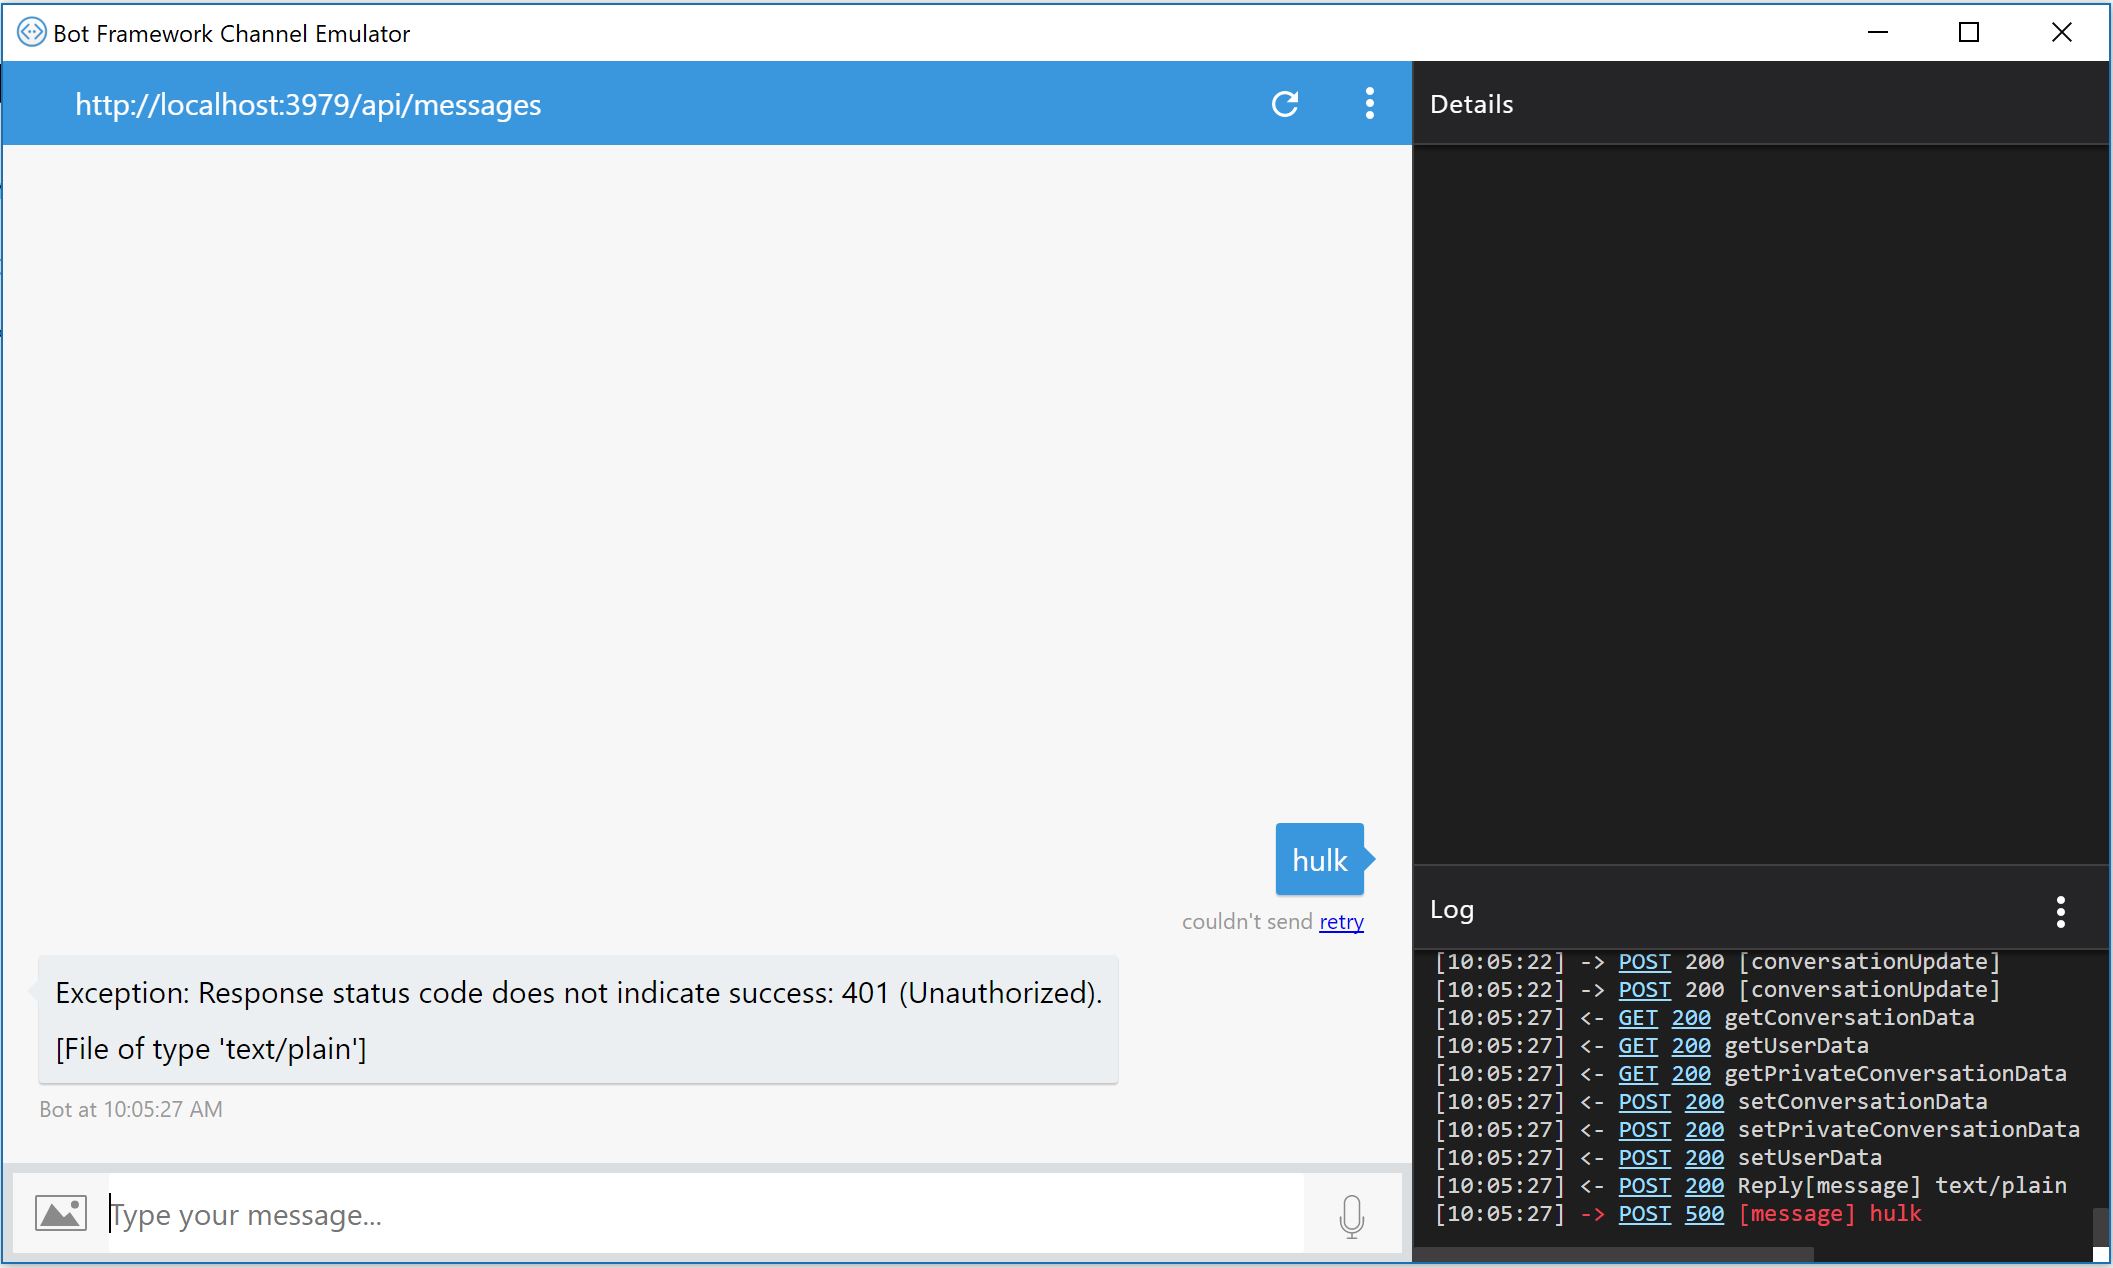 Bot Framework Channel Emulator
http://localhost:3979/api/messages
Details
hulk
couldn't send retry
Exception: Response status code does not indicate success: 401 (Unauthorized).
[File of type 'text/plain']
Bot at 10:05:27 AM
Type your message...
Log
[10:05:22] -> POST 200 [conversationUpdate]
[10:05:22] -> POST 200 [conversationUpdate]
[10:05:27] <- GET 200 getConversationData
[10:05:27] <- GET 200 getUserData
[10:05:27] <- GET 200 getPrivateConversationData
[10:05:27] <- POST 200 setConversationData
[10:05:27] <- POST 200 setPrivateConversationData
[10:05:27] <- POST 200 setUserData
[10:05:27] <- POST 200 Reply[message] text/plain
[10:05:27] -> POST 500 [message] hulk